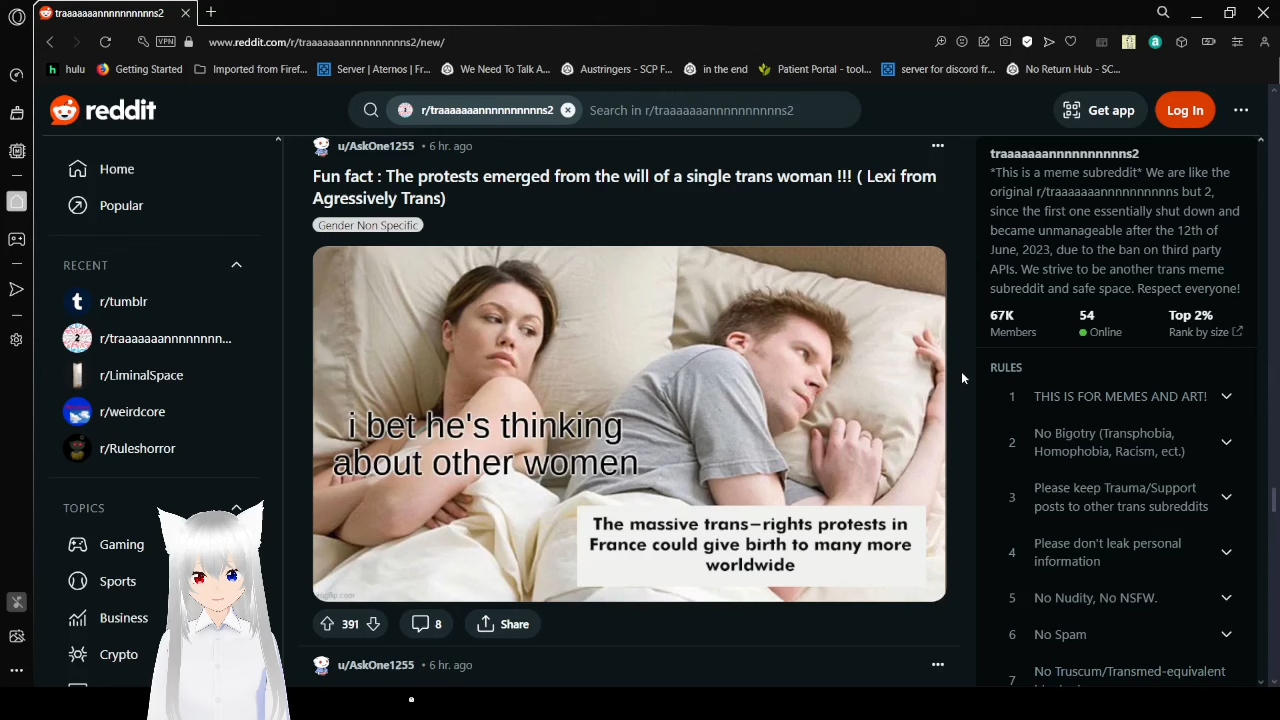 traaaaaaannnnnnnnnns2
VPN
www.reddit.com/r/traaaaaaannnnnnnnnns2/new/
hulu
Getting Started
Imported from Firef...
Server | Aternos | Fr...
We Need To Talk A...
Austringers - SCP F...
in the end
Patient Portal - tool...
server for discord fr...
No Return Hub - SC...
reddit
r/traaaaaaannnnnnnnnns2
Search in r/traaaaaaannnnnnnnnns2
Get app
Log In
Home
Popular
RECENT
r/tumblr
r/traaaaaaannnnnnn...
r/LiminalSpace
r/weirdcore
r/Ruleshorror
TOPICS
Gaming
Sports
Business
Crypto
u/AskOne1255 • 6 hr. ago
Fun fact : The protests emerged from the will of a single trans woman !!! ( Lexi from
Agressively Trans)
Gender Non Specific
i bet he's thinking
about other women
The massive trans-rights protests in
France could give birth to many more
worldwide
imgflip.com
391
8
Share
u/AskOne1255 • 6 hr. ago
traaaaaaannnnnnnnnns2
*This is a meme subreddit* We are like the
original r/traaaaaaannnnnnnnnns but 2,
since the first one essentially shut down and
became unmanageable after the 12th of
June, 2023, due to the ban on third party
APIs. We strive to be another trans meme
subreddit and safe space. Respect everyone!
67K
Members
54
Online
Top 2%
Rank by size
RULES
1 THIS IS FOR MEMES AND ART!
2 No Bigotry (Transphobia,
Homophobia, Racism, ect.)
3 Please keep Trauma/Support
posts to other trans subreddits
4 Please don't leak personal
information
5 No Nudity, No NSFW.
6 No Spam
7 No Truscum/Transmed-equivalent